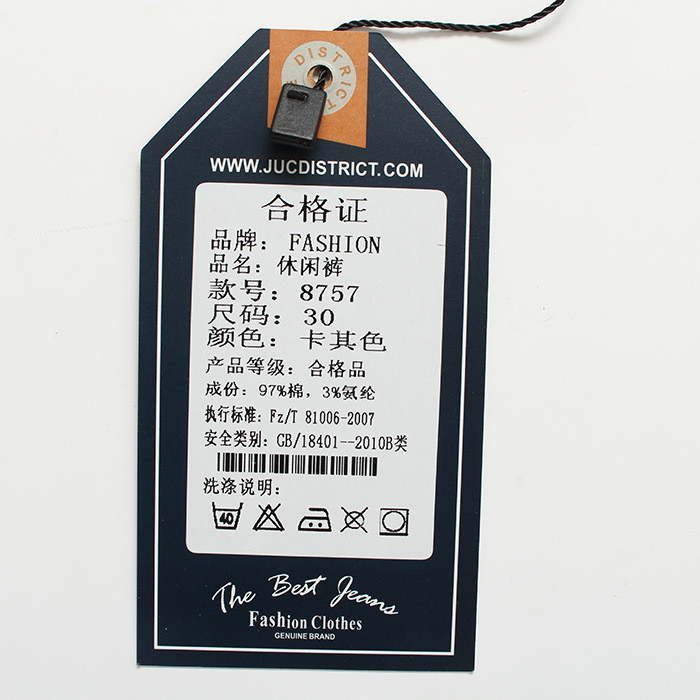 DISTRICT
WWW.JUCDISTRICT.COM
合格证
品牌：FASHION
品名：休闲裤
款号：8757
尺码：30
颜色：卡其色
产品等级：合格品
成份：97%棉，3%氨纶
执行标准：Fz/T 81006-2007
安全类别：GB/18401--2010B类
洗涤说明：
40
The Best Jeans
Fashion Clothes
GENUINE BRAND